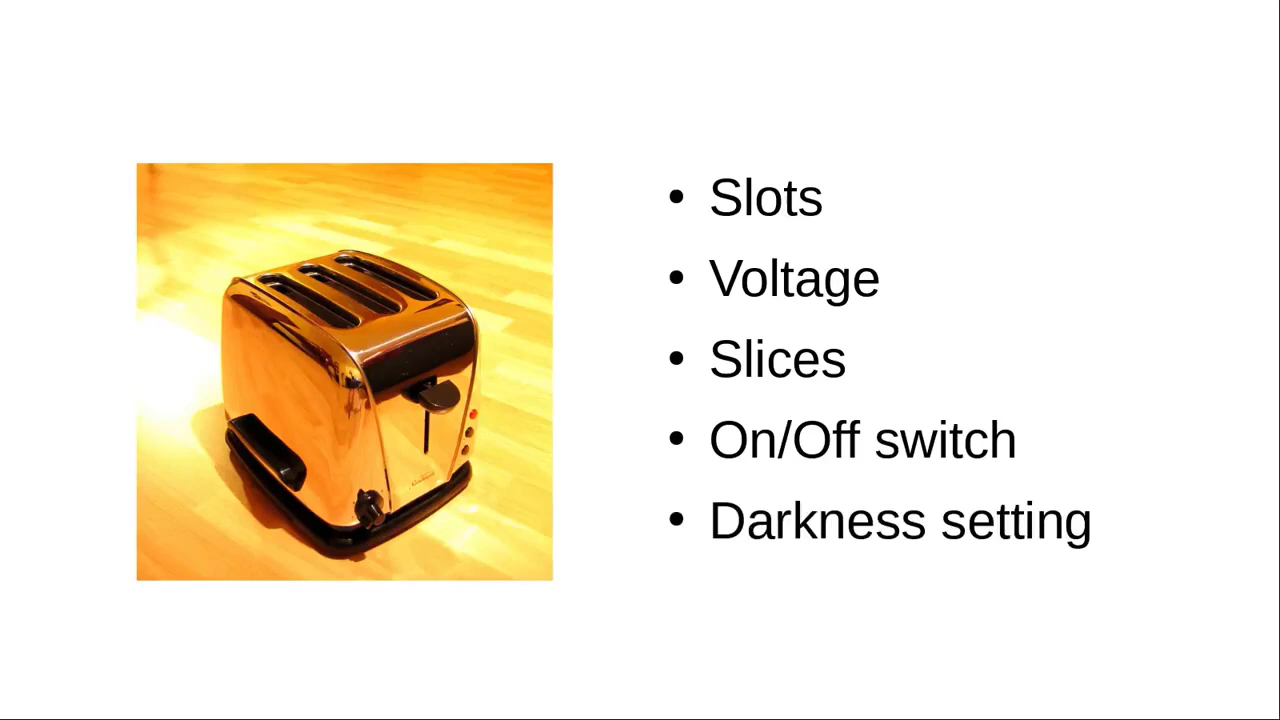 • Slots
• Voltage
• Slices
• On/Off switch
• Darkness setting